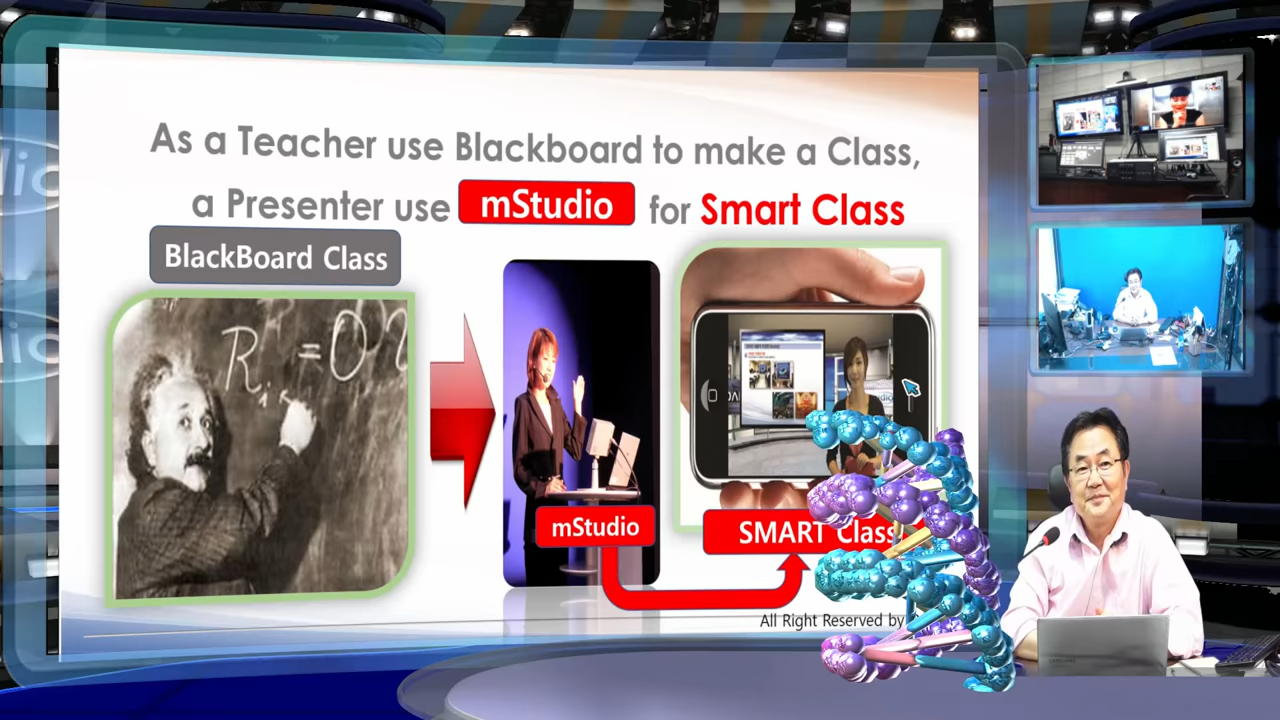 As a Teacher use Blackboard to make a Class,
a Presenter use mStudio for Smart Class
BlackBoard Class
mStudio
SMART Class
All Right Reserved by